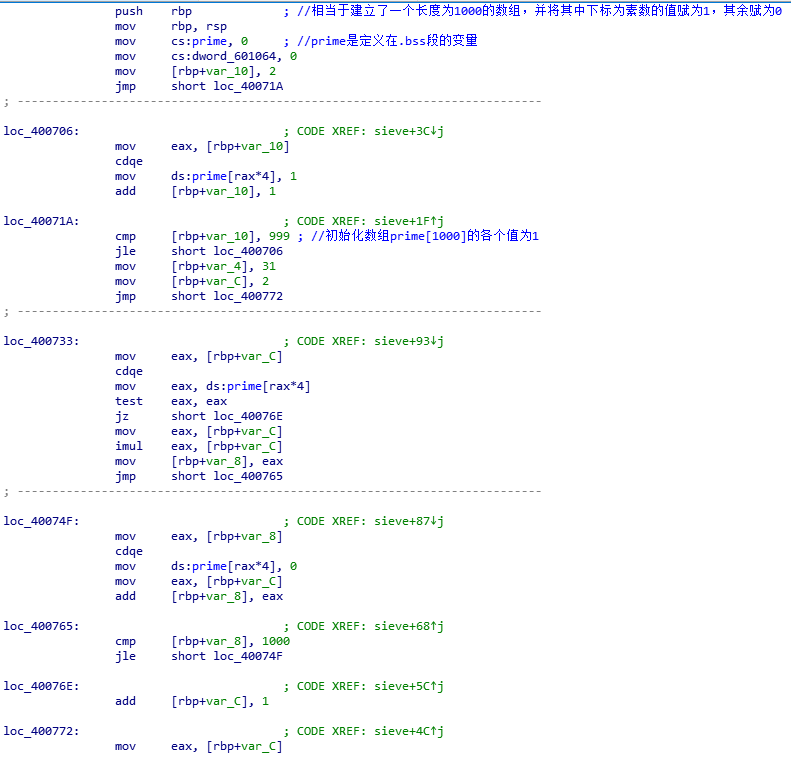 push rbp ; //相当于建立了一个长度为1000的数组，并将其中下标为素数的值赋为1，其余赋为0
mov rbp, rsp
mov cs:prime, 0 ; //prime是定义在.bss段的变量
mov cs:dword_601064, 0
mov [rbp+var_10], 2
jmp short loc_40071A
; ---------------------------------------------------------------------------
loc_400706: ; CODE XREF: sieve+3C↓j
mov eax, [rbp+var_10]
cdqe
mov ds:prime[rax*4], 1
add [rbp+var_10], 1
loc_40071A: ; CODE XREF: sieve+1F↑j
cmp [rbp+var_10], 999 ; //初始化数组prime[1000]的各个值为1
jle short loc_400706
mov [rbp+var_4], 31
mov [rbp+var_C], 2
jmp short loc_400772
; ---------------------------------------------------------------------------
loc_400733: ; CODE XREF: sieve+93↓j
mov eax, [rbp+var_C]
cdqe
mov eax, ds:prime[rax*4]
test eax, eax
jz short loc_40076E
mov eax, [rbp+var_C]
imul eax, [rbp+var_C]
mov [rbp+var_8], eax
jmp short loc_400765
; ---------------------------------------------------------------------------
loc_40074F: ; CODE XREF: sieve+87↓j
mov eax, [rbp+var_8]
cdqe
mov ds:prime[rax*4], 0
mov eax, [rbp+var_C]
add [rbp+var_8], eax
loc_400765: ; CODE XREF: sieve+68↑j
cmp [rbp+var_8], 1000
jle short loc_40074F
loc_40076E: ; CODE XREF: sieve+5C↑j
add [rbp+var_C], 1
loc_400772: ; CODE XREF: sieve+4C↑j
mov eax, [rbp+var_C]